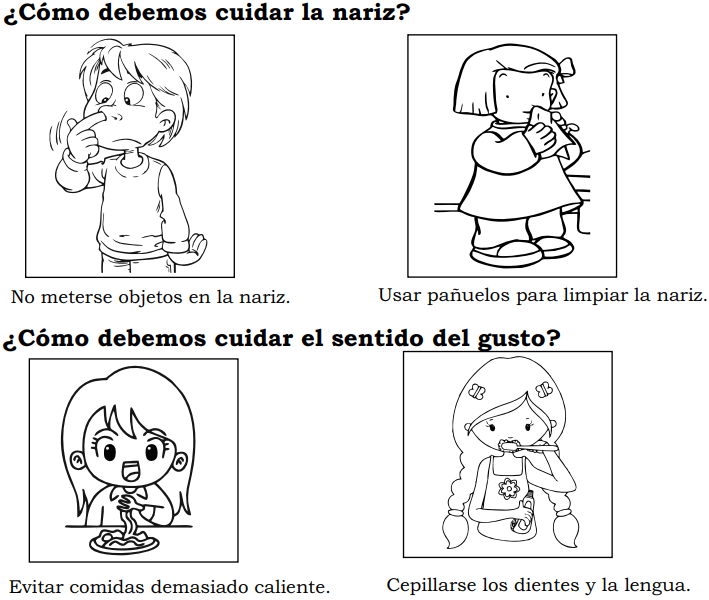 ¿Cómo debemos cuidar la nariz?
No meterse objetos en la nariz.
Usar pañuelos para limpiar la nariz.
¿Cómo debemos cuidar el sentido del gusto?
Evitar comidas demasiado caliente.
Cepillarse los dientes y la lengua.